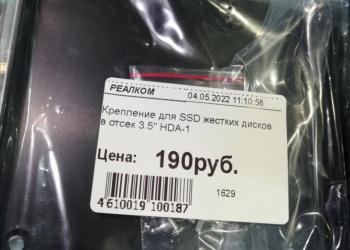 РЕАЛКОМ 04.05.2022 11:10:58
Крепление для SSD жестких дисков
в отсек 3.5" HDA-1
Цена: 190руб.
4 610019 100187 1629